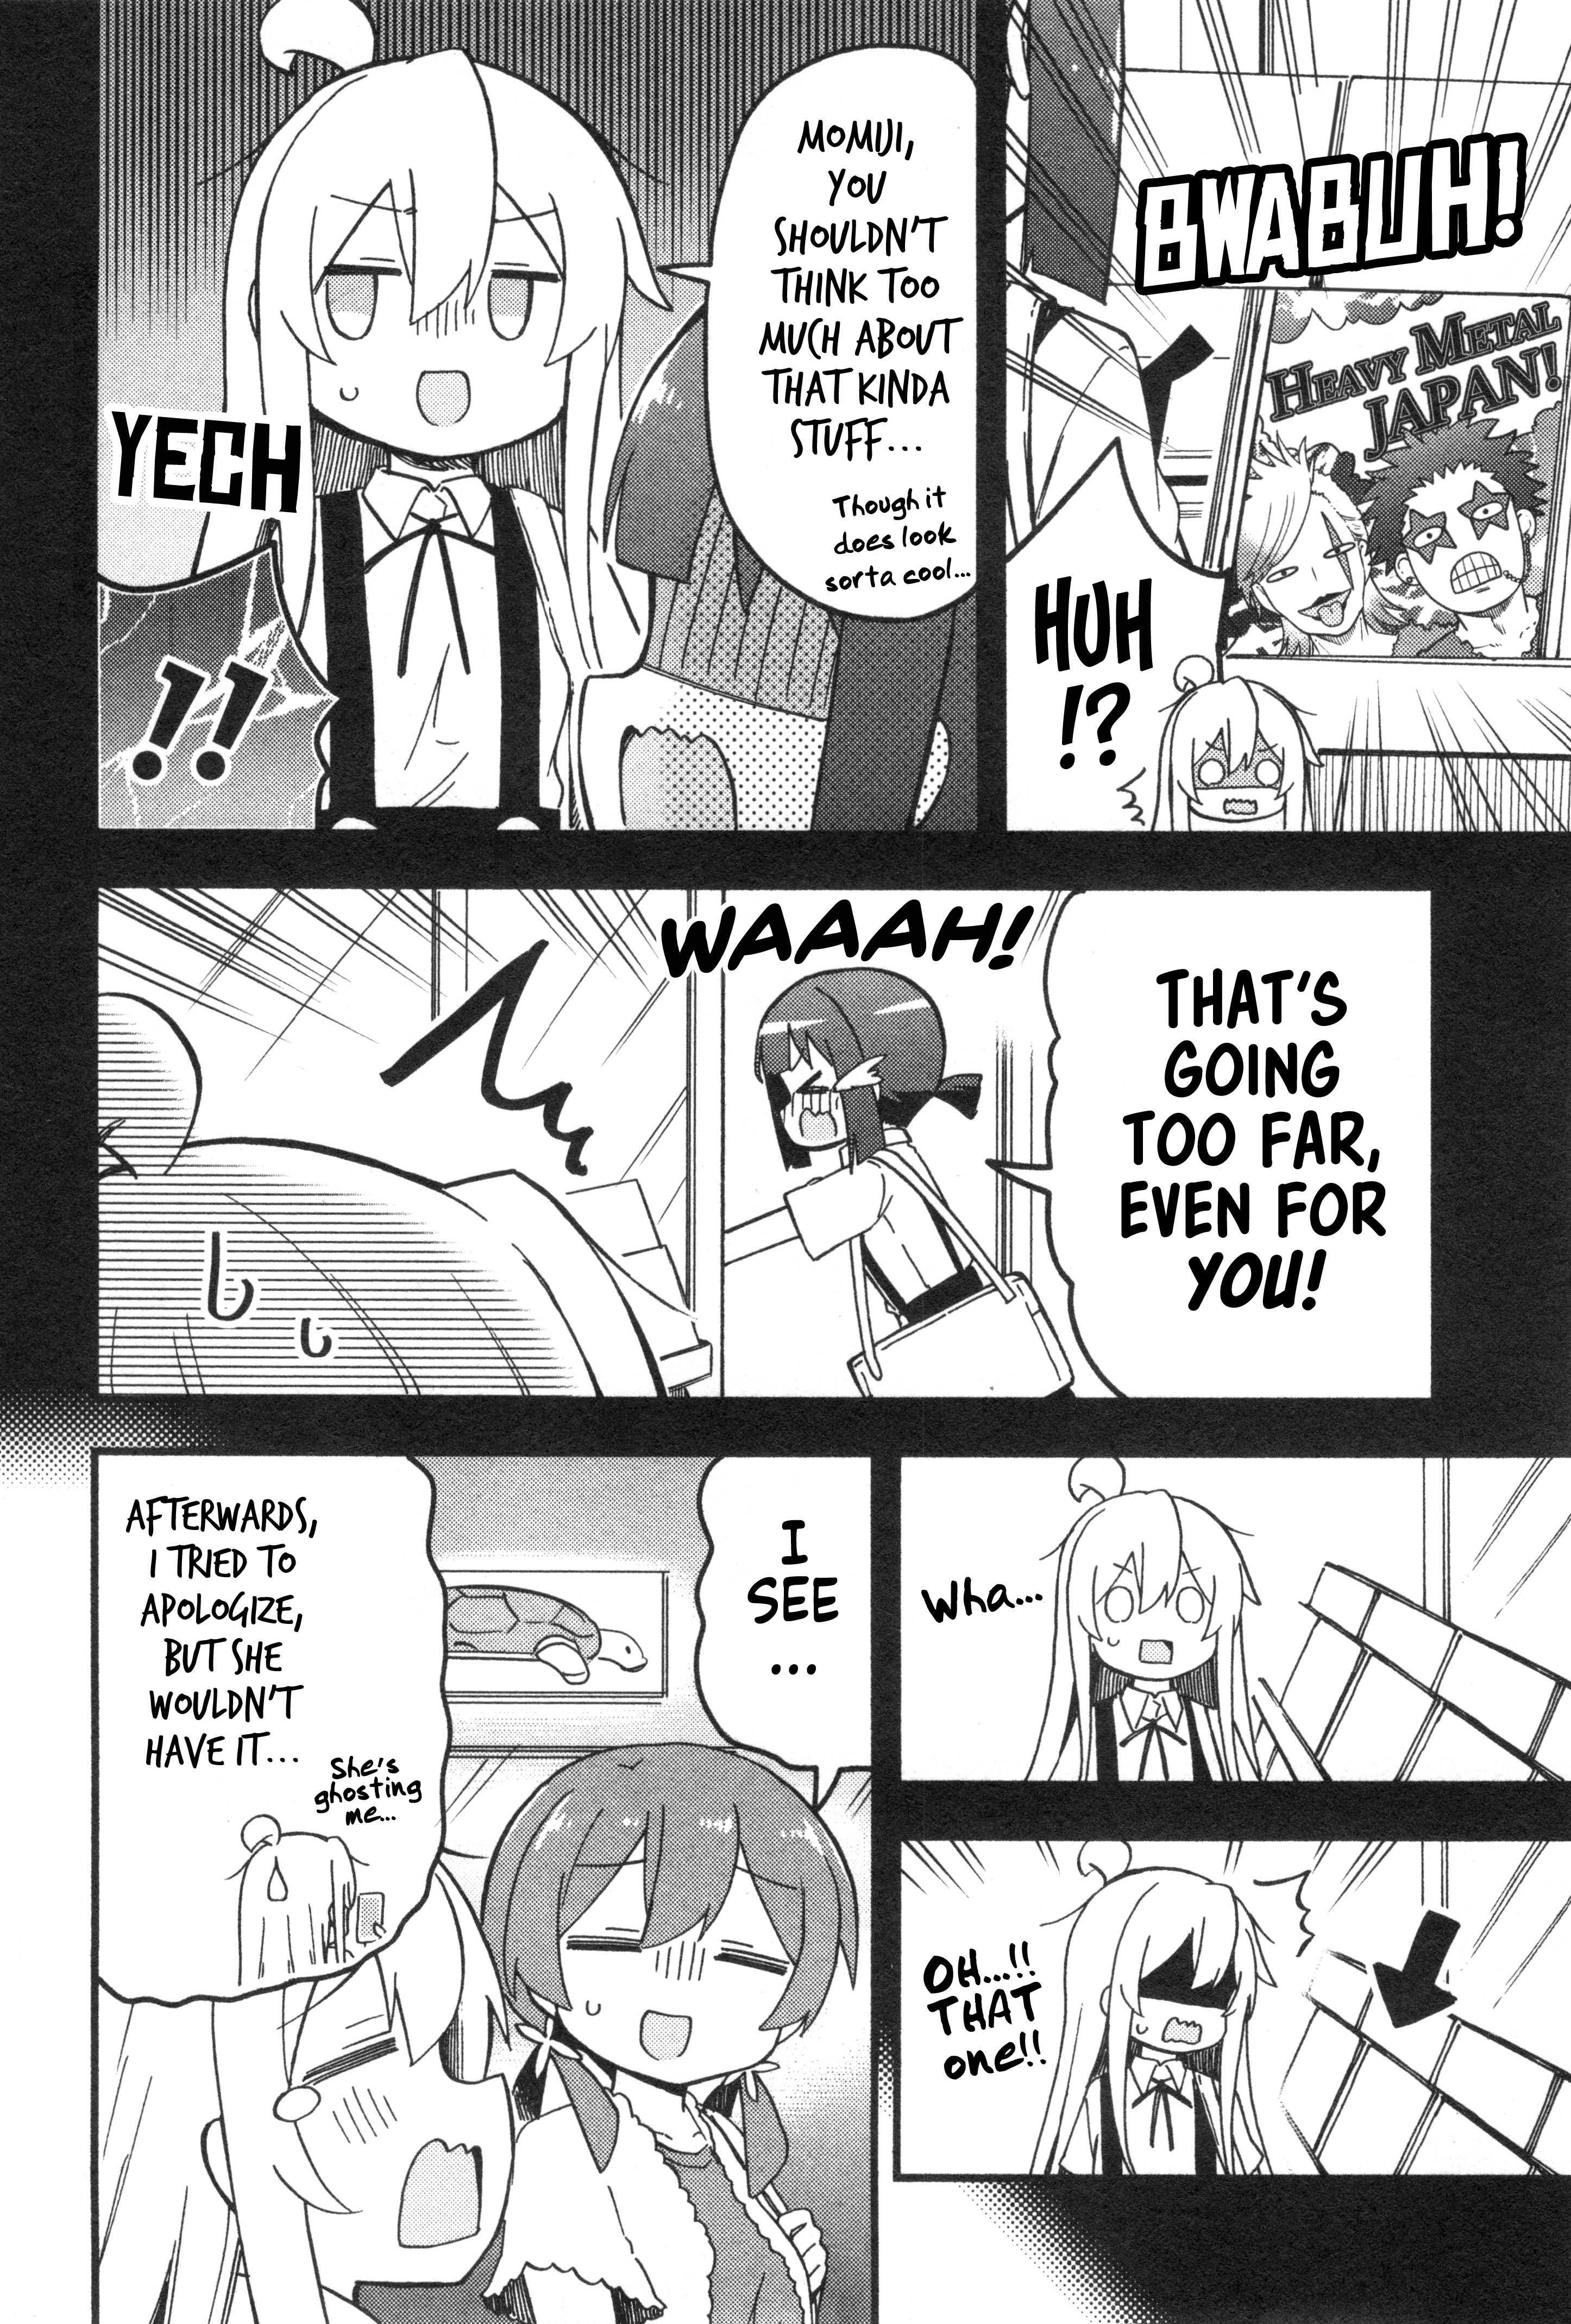 BWABUH!
HEAVY METAL
JAPAN!
HUH
!?
MOMIJI,
YOU
SHOULDN'T
THINK TOO
MUCH ABOUT
THAT KINDA
STUFF...
Though it
does look
sorta cool...
YECH
!!
WAAAH!
THAT'S
GOING
TOO FAR,
EVEN FOR
YOU!
Wha...
OH...!!
THAT
one!!
I
SEE
...
AFTERWARDS,
I TRIED TO
APOLOGIZE,
BUT SHE
WOULDN'T
HAVE IT...
She's
ghosting
me...